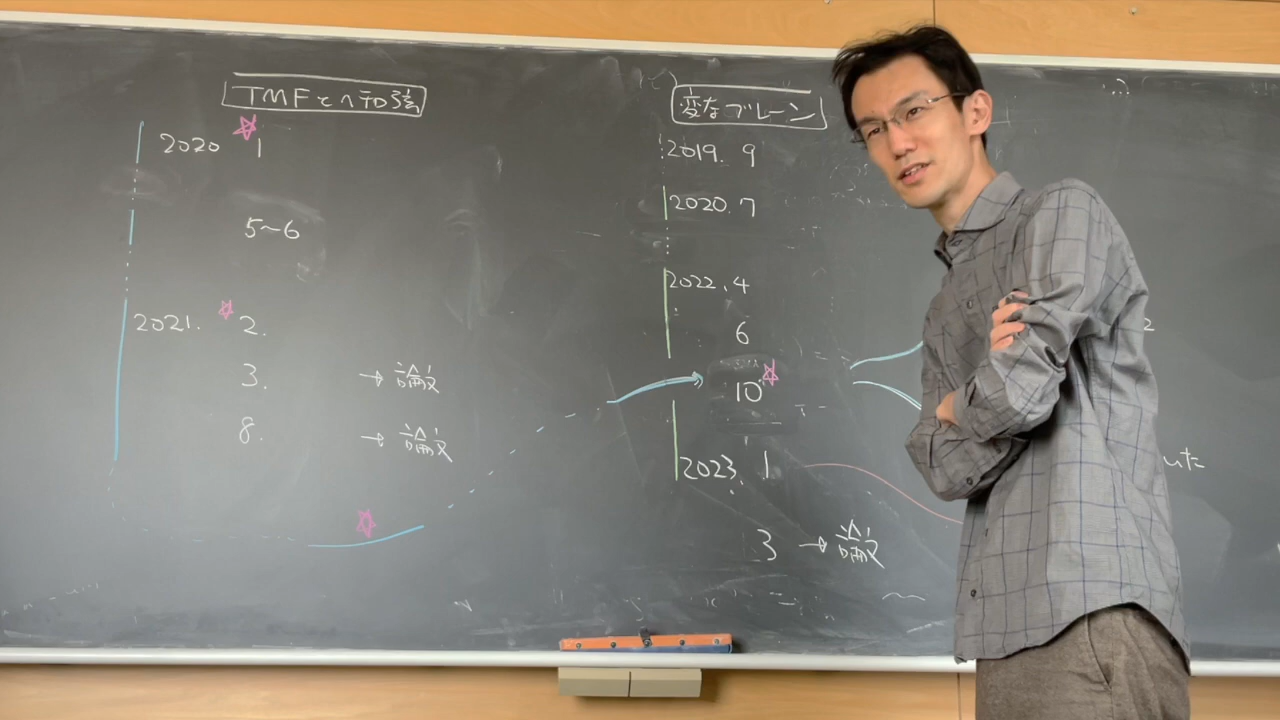 TMFとヘテロ弦
2020 1
5~6
2021. 2.
3. → 論文
8. → 論文
変なブレーン
2019. 9
2020. 7
2022. 4
6
10
2023. 1
3 → 論文